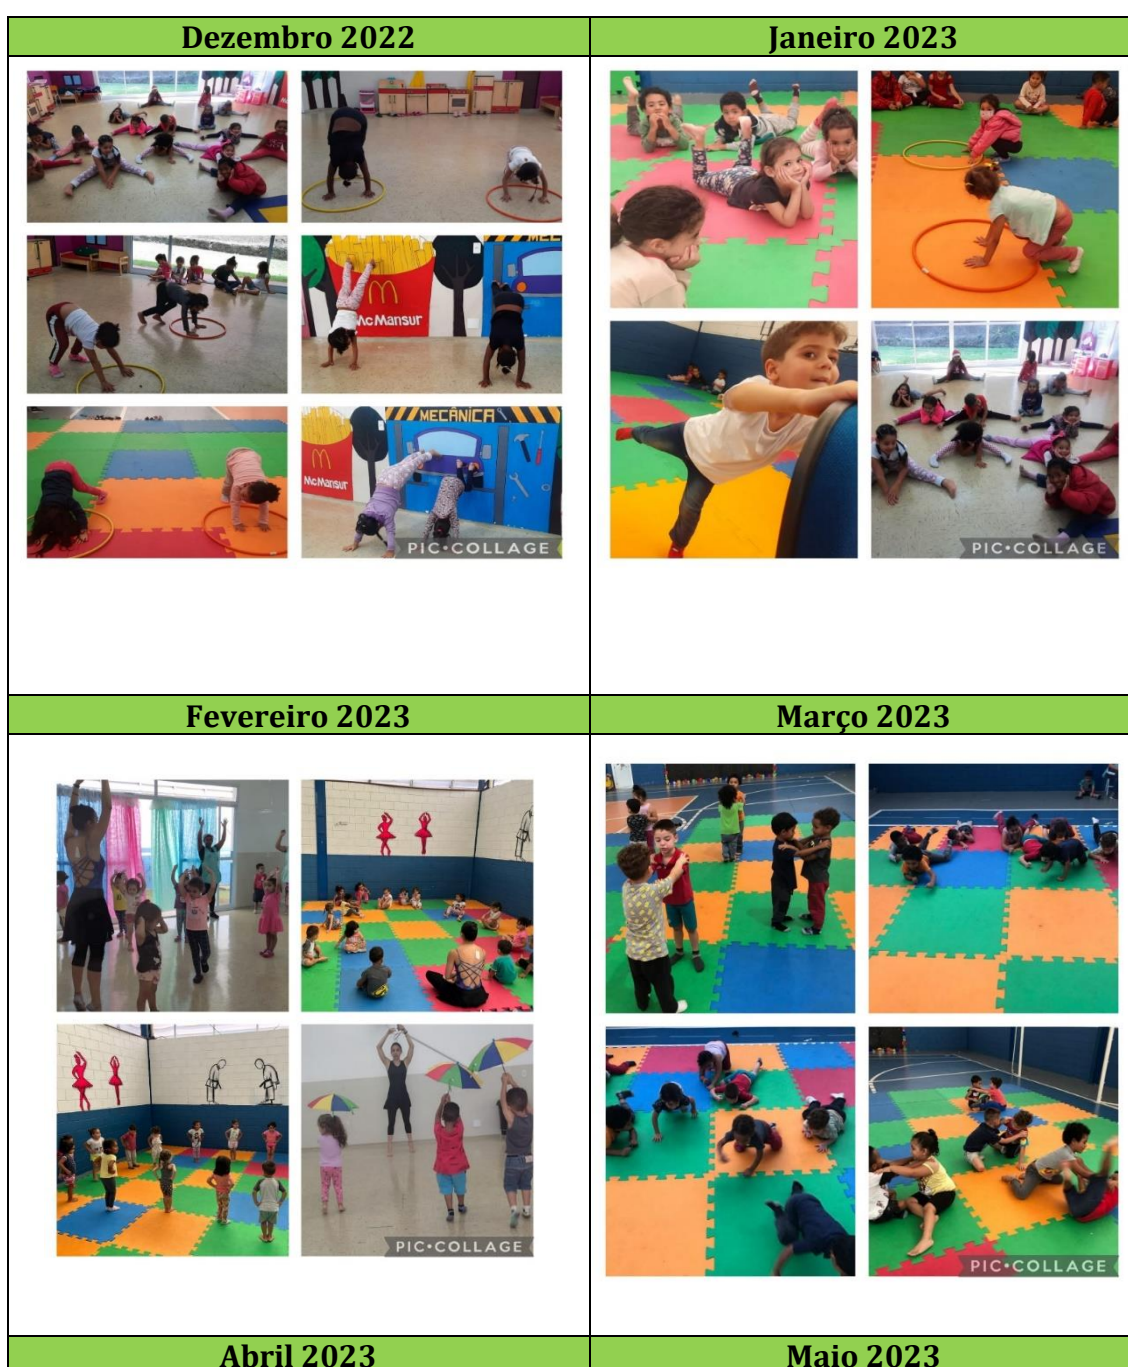 Dezembro 2022
Janeiro 2023
McMansur
MECÂNICA
McMansur
PIC•COLLAGE
PIC•COLLAGE
Fevereiro 2023
Março 2023
PIC•COLLAGE
PIC•COLLAGE
Abril 2023
Maio 2023